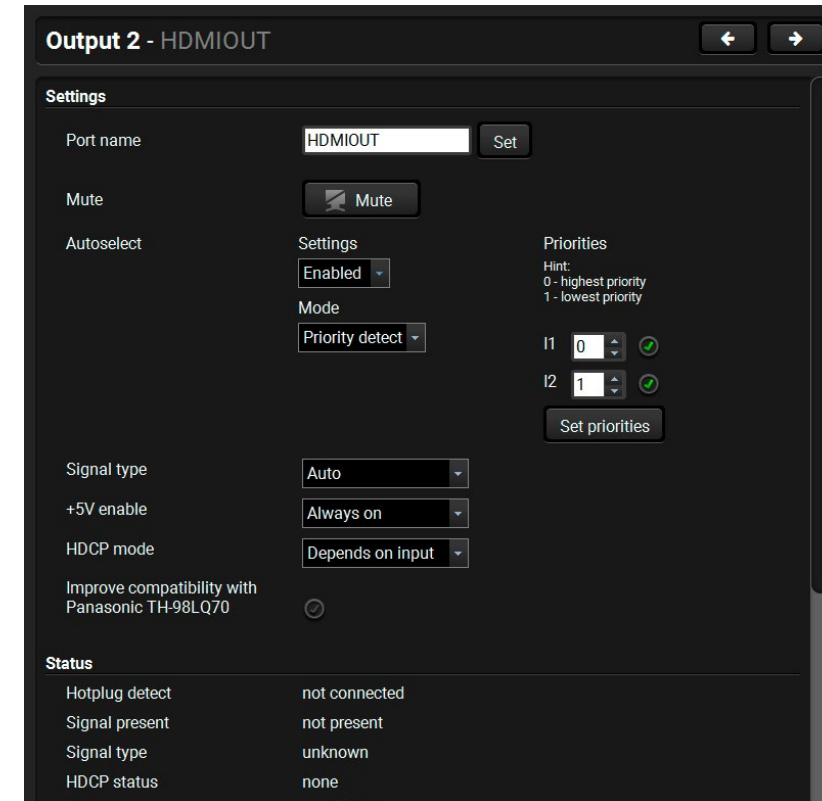 Output 2 - HDMIOUT
Settings
Port name HDMIOUT Set
Mute Mute
Autoselect Settings Priorities
Enabled Hint:
0 - highest priority
1 - lowest priority
Mode
Priority detect
I1 0
I2 1
Set priorities
Signal type Auto
+5V enable Always on
HDCP mode Depends on input
Improve compatibility with
Panasonic TH-98LQ70
Status
Hotplug detect not connected
Signal present not present
Signal type unknown
HDCP status none